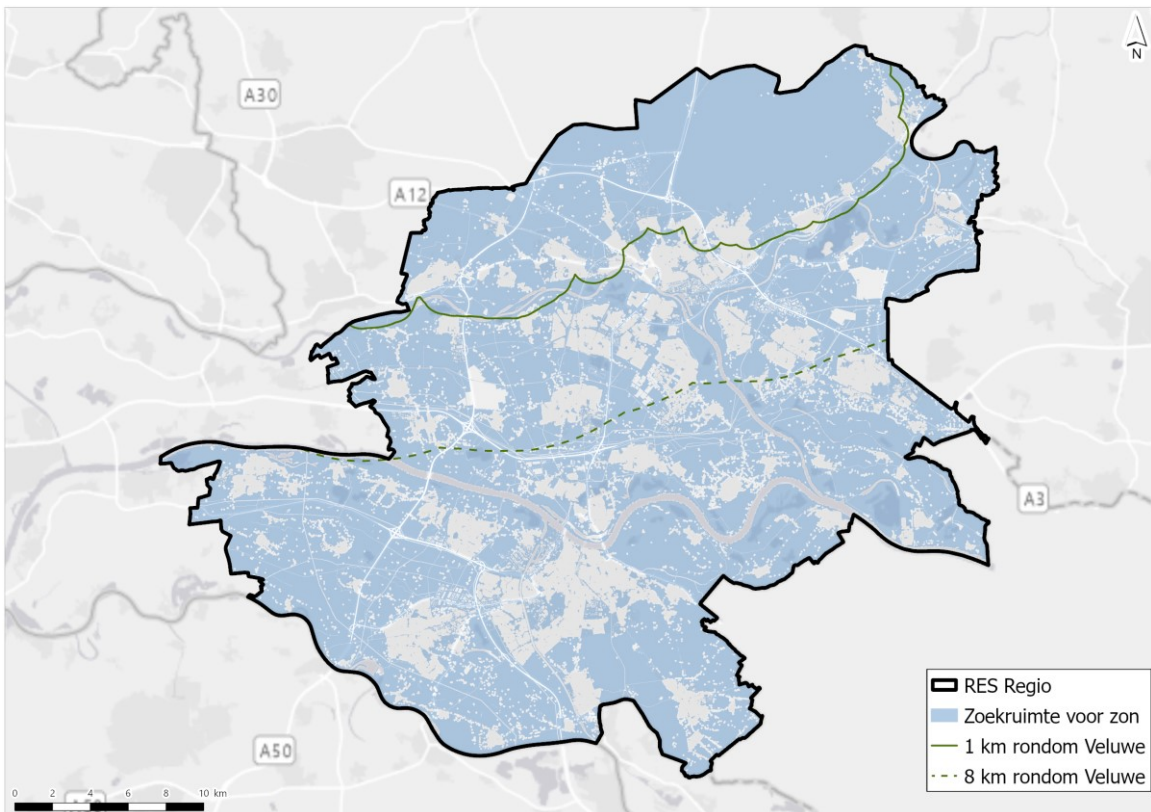 N
A30
A12
A3
A50
RES Regio
Zoekruimte voor zon
1 km rondom Veluwe
8 km rondom Veluwe
0 2 4 6 8 10 km